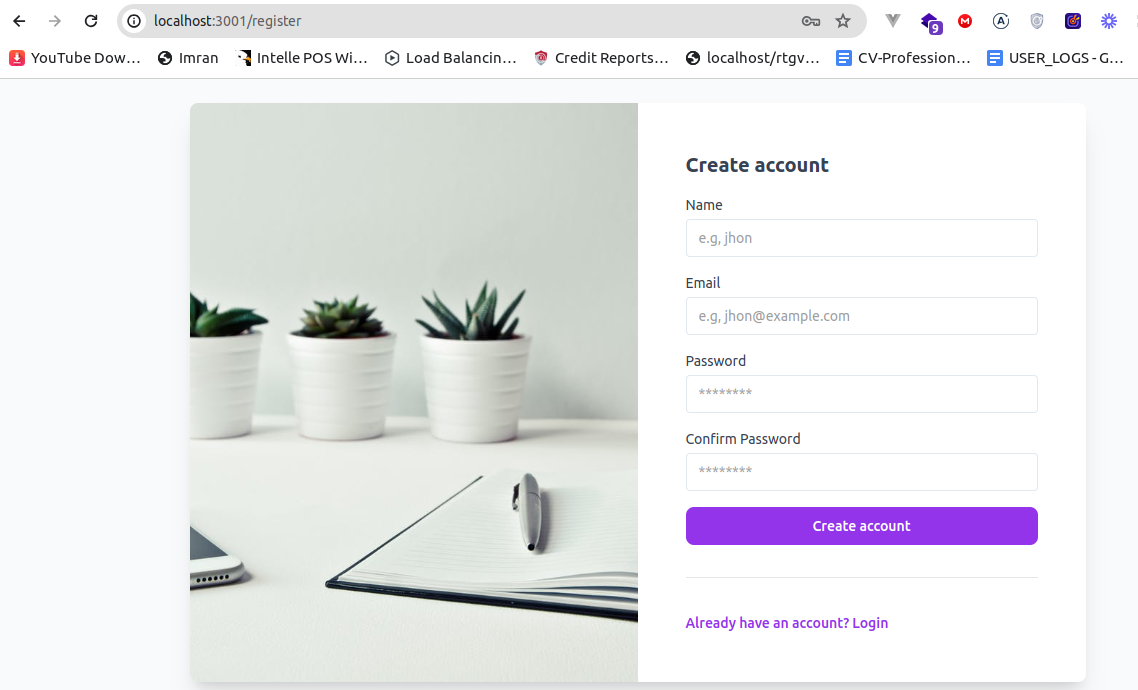 localhost:3001/register
9
M
A
YouTube Dow...
Imran
Intelle POS Wi...
Load Balancin...
Credit Reports...
localhost/rtgv...
CV-Profession...
USER_LOGS - G...
Create account
Name
e.g, jhon
Email
e.g, jhon@example.com
Password
********
Confirm Password
********
Create account
Already have an account? Login